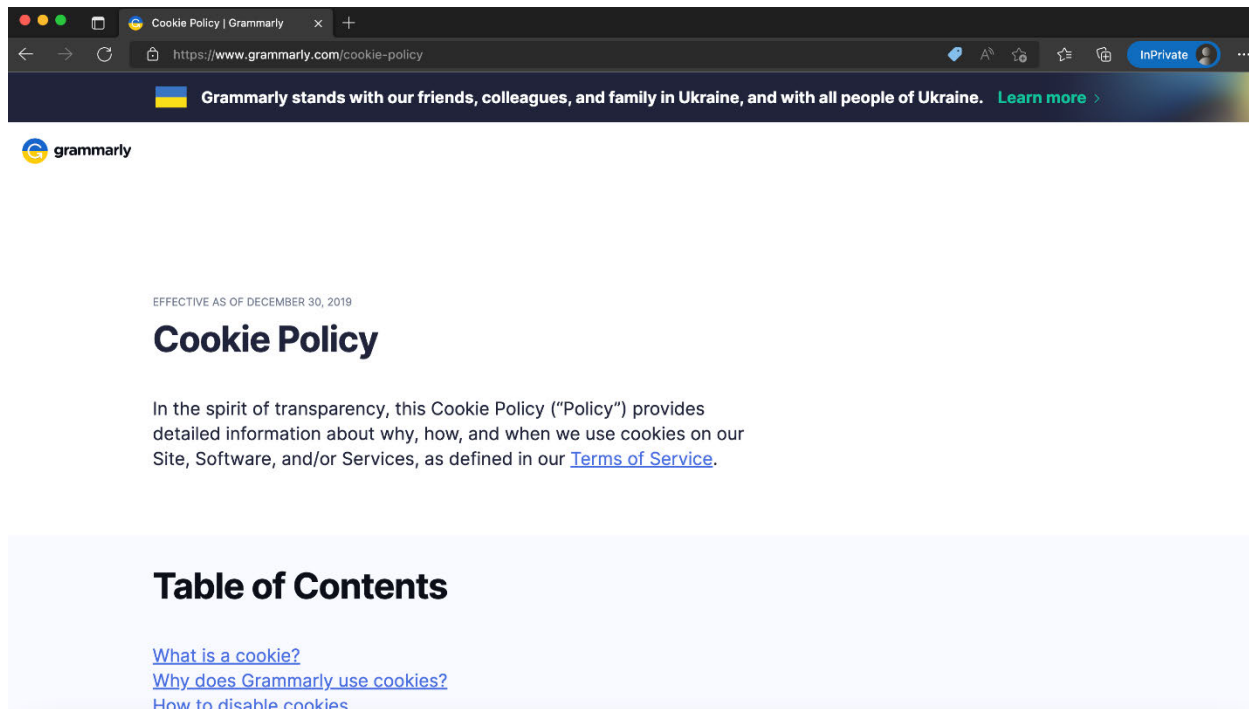 Cookie Policy | Grammarly
https://www.grammarly.com/cookie-policy
InPrivate
Grammarly stands with our friends, colleagues, and family in Ukraine, and with all people of Ukraine. Learn more >
grammarly
EFFECTIVE AS OF DECEMBER 30, 2019
Cookie Policy
In the spirit of transparency, this Cookie Policy (“Policy”) provides
detailed information about why, how, and when we use cookies on our
Site, Software, and/or Services, as defined in our Terms of Service.
Table of Contents
What is a cookie?
Why does Grammarly use cookies?
How to disable cookies